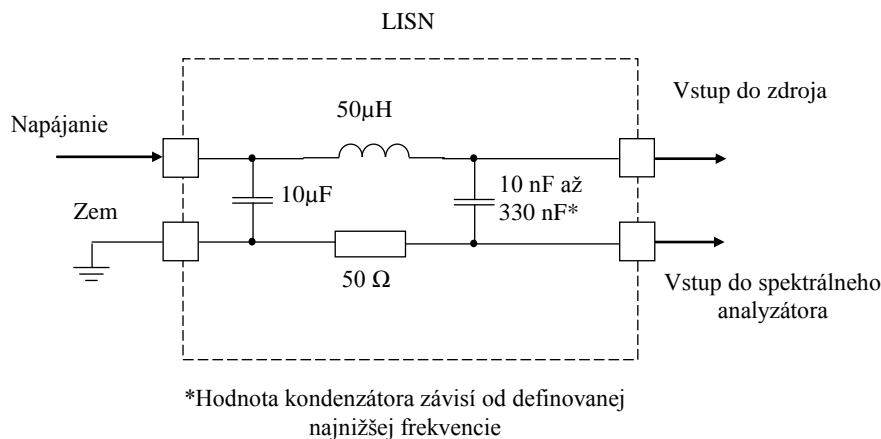 LISN
Vstup do zdroja
50µH
Napájanie
10µF
10 nF až
330 nF*
Zem
50 Ω
Vstup do spektrálneho
analyzátora
*Hodnota kondenzátora závisí od definovanej
najnižšej frekvencie